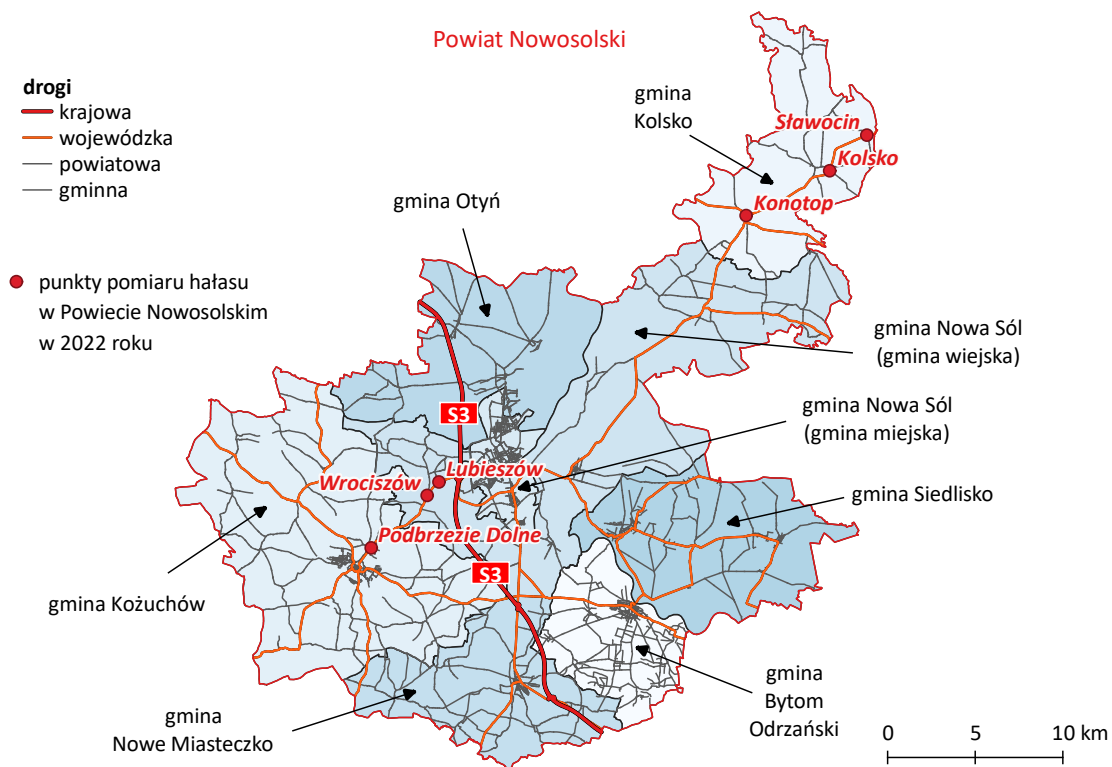 Powiat Nowosolski
drogi
krajowa
wojewódzka
powiatowa
gminna
punkty pomiaru hałasu
w Powiecie Nowosolskim
w 2022 roku
gmina
Kolsko
Sławocin
Kolsko
Konotop
gmina Otyń
gmina Nowa Sól
(gmina wiejska)
S3
gmina Nowa Sól
(gmina miejska)
Lubieszów
Wrociszów
gmina Siedlisko
Podbrzezie Dolne
S3
gmina Kożuchów
gmina
Bytom
Odrzański
gmina
Nowe Miasteczko
0 5 10 km